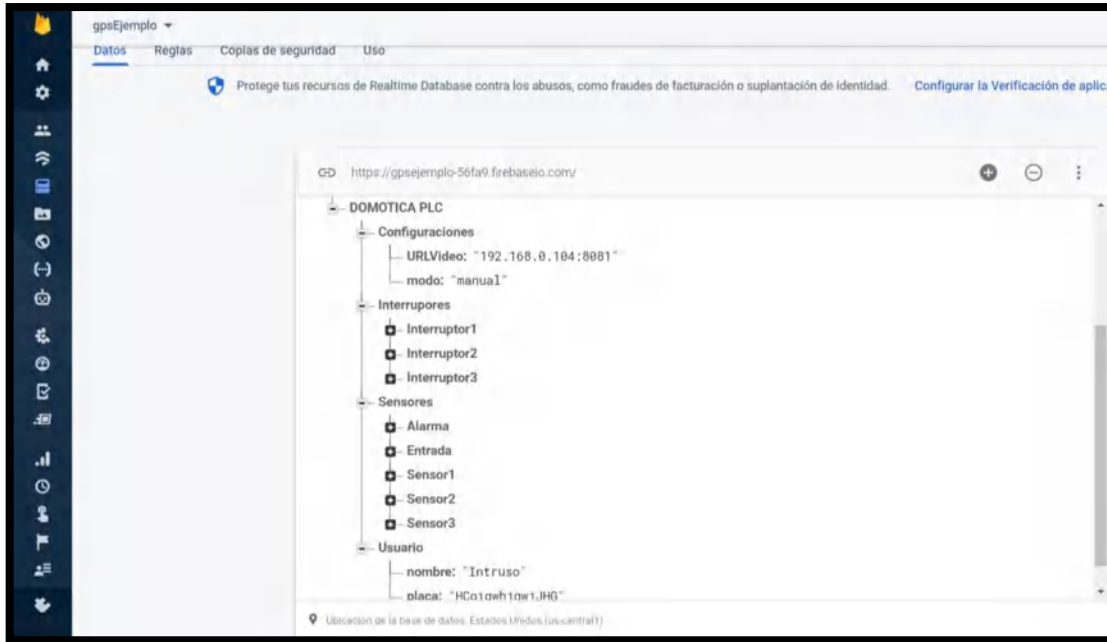 gpsEjemplo
Datos Reglas Copias de seguridad Uso
Protege tus recursos de Realtime Database contra los abusos, como fraudes de facturación o suplantación de identidad. Configurar la Verificación de aplic
https://gpsejemplo-56fa9.firebaseio.com/
DOMOTICA PLC
Configuraciones
URLVideo: "192.168.0.104:8081"
modo: "manual"
Interrupores
Interruptor1
Interruptor2
Interruptor3
Sensores
Alarma
Entrada
Sensor1
Sensor2
Sensor3
Usuario
nombre: "Intruso"
placa:
Ubicación de la base de datos: Estados Unidos (us-central1)